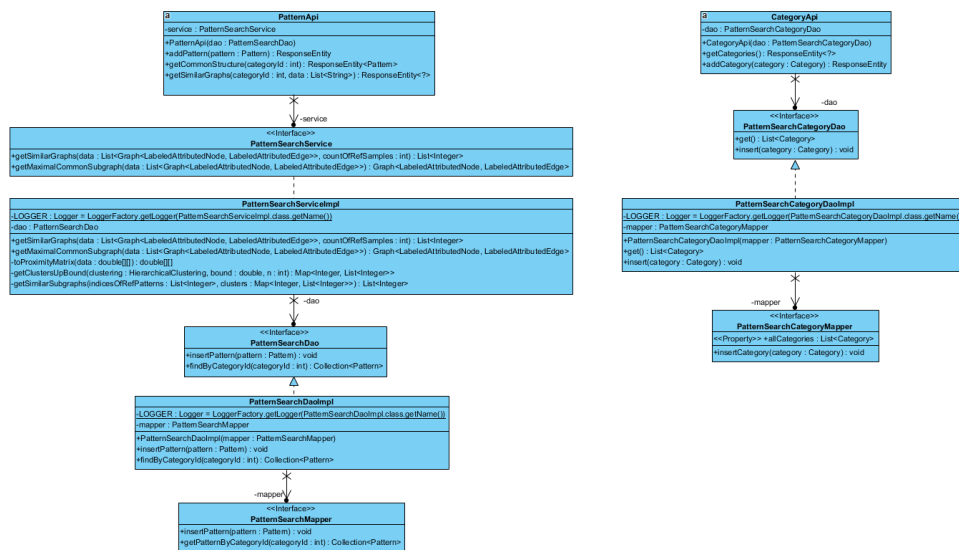 a
PatternApi
-service : PatternSearchService
+PatternApi(dao : PatternSearchDao)
+addPattern(pattern : Pattern) : ResponseEntity
+getCommonStructure(categoryId : int) : ResponseEntity<Pattern>
+getSimilarGraphs(categoryId : int, data : List<String>) : ResponseEntity<?>
-service
<<Interface>>
PatternSearchService
+getSimilarGraphs(data : List<Graph<LabeledAttributedNode, LabeledAttributedEdge>>, countOfRefSamples : int) : List<Integer>
+getMaximalCommonSubgraph(data : List<Graph<LabeledAttributedNode, LabeledAttributedEdge>>) : Graph<LabeledAttributedNode, LabeledAttributedEdge>
PatternSearchServiceImpl
-LOGGER : Logger = LoggerFactory.getLogger(PatternSearchServiceImpl.class.getName())
-dao : PatternSearchDao
+getSimilarGraphs(data : List<Graph<LabeledAttributedNode, LabeledAttributedEdge>>, countOfRefSamples : int) : List<Integer>
+getMaximalCommonSubgraph(data : List<Graph<LabeledAttributedNode, LabeledAttributedEdge>>) : Graph<LabeledAttributedNode, LabeledAttributedEdge>
-toProximityMatrix(data : double[][]) : double[][]
-getClustersUpBound(clustering : HierarchicalClustering, bound : double, n : int) : Map<Integer, List<Integer>>
-getSimilarSubgraphs(indicesOfRefPatterns : List<Integer>, clusters : Map<Integer, List<Integer>>) : List<Integer>
-dao
<<Interface>>
PatternSearchDao
+insertPattern(pattern : Pattern) : void
+findByCategoryId(categoryId : int) : Collection<Pattern>
PatternSearchDaoImpl
-LOGGER : Logger = LoggerFactory.getLogger(PatternSearchDaoImpl.class.getName())
-mapper : PatternSearchMapper
+PatternSearchDaoImpl(mapper : PatternSearchMapper)
+insertPattern(pattern : Pattern) : void
+findByCategoryId(categoryId : int) : Collection<Pattern>
-mapper
<<Interface>>
PatternSearchMapper
+insertPattern(pattern : Pattern) : void
+getPatternByCategoryId(categoryId : int) : Collection<Pattern>
a
CategoryApi
-dao : PatternSearchCategoryDao
+CategoryApi(dao : PatternSearchCategoryDao)
+getCategories() : ResponseEntity<?>
+addCategory(category : Category) : ResponseEntity
-dao
<<Interface>>
PatternSearchCategoryDao
+get() : List<Category>
+insert(category : Category) : void
PatternSearchCategoryDaoImpl
-LOGGER : Logger = LoggerFactory.getLogger(PatternSearchCategoryDaoImpl.class.getName()
-mapper : PatternSearchCategoryMapper
+PatternSearchCategoryDaoImpl(mapper : PatternSearchCategoryMapper)
+get() : List<Category>
+insert(category : Category) : void
-mapper
<<Interface>>
PatternSearchCategoryMapper
<<Property>> +allCategories : List<Category>
+insertCategory(category : Category) : void